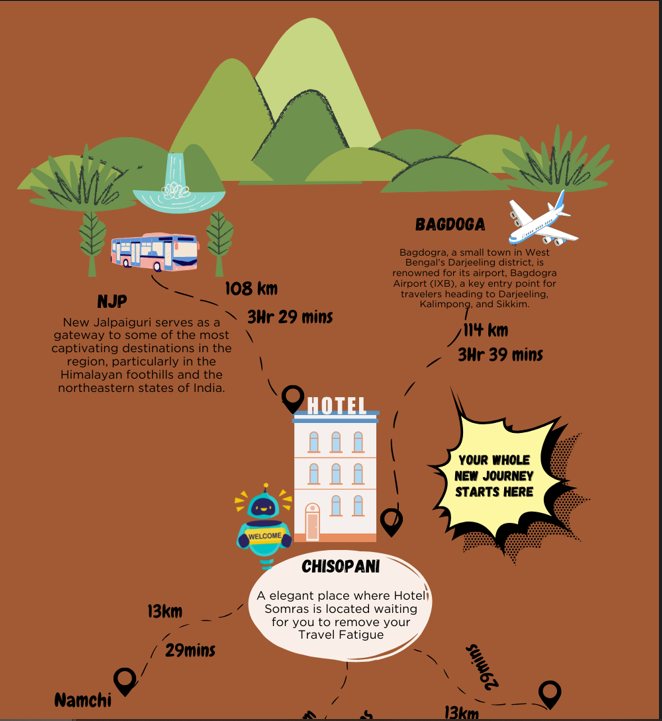 BAGDOGA
Bagdogra, a small town in West
Bengal's Darjeeling district, is
renowned for its airport, Bagdogra
Airport (IXB), a key entry point for
travelers heading to Darjeeling,
Kalimpong, and Sikkim.
108 km
3Hr 29 mins
NJP
New Jalpaiguri serves as a
gateway to some of the most
captivating destinations in the
region, particularly in the
Himalayan foothills and the
northeastern states of India.
114 km
3Hr 39 mins
HOTEL
YOUR WHOLE
NEW JOURNEY
STARTS HERE
WELCOME
CHISOPANI
A elegant place where Hotel
Somras is located waiting
for you to remove your
Travel Fatigue
13km
29mins
Namchi
29mins
13km